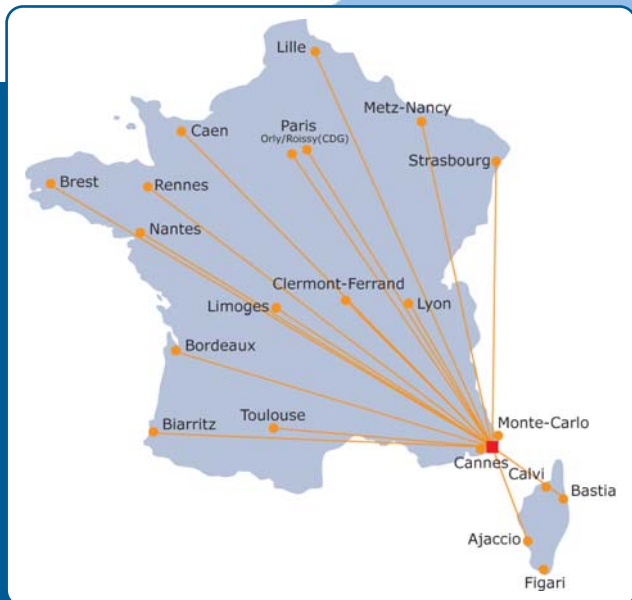 Lille
Metz-Nancy
Caen
Paris
Orly/Roissy(CDG)
Strasbourg
Brest
Rennes
Nantes
Clermont-Ferrand
Limoges
Lyon
Bordeaux
Biarritz
Toulouse
Monte-Carlo
Cannes
Calvi
Bastia
Ajaccio
Figari